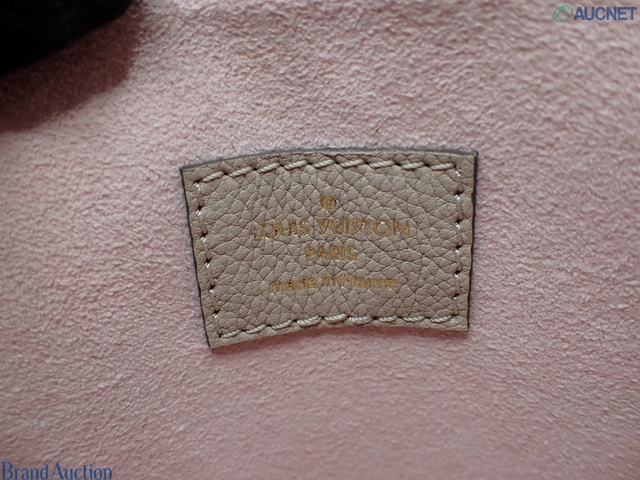 AUCNET
®
LOUIS VUITTON
PARIS
made in France
Brand Auction